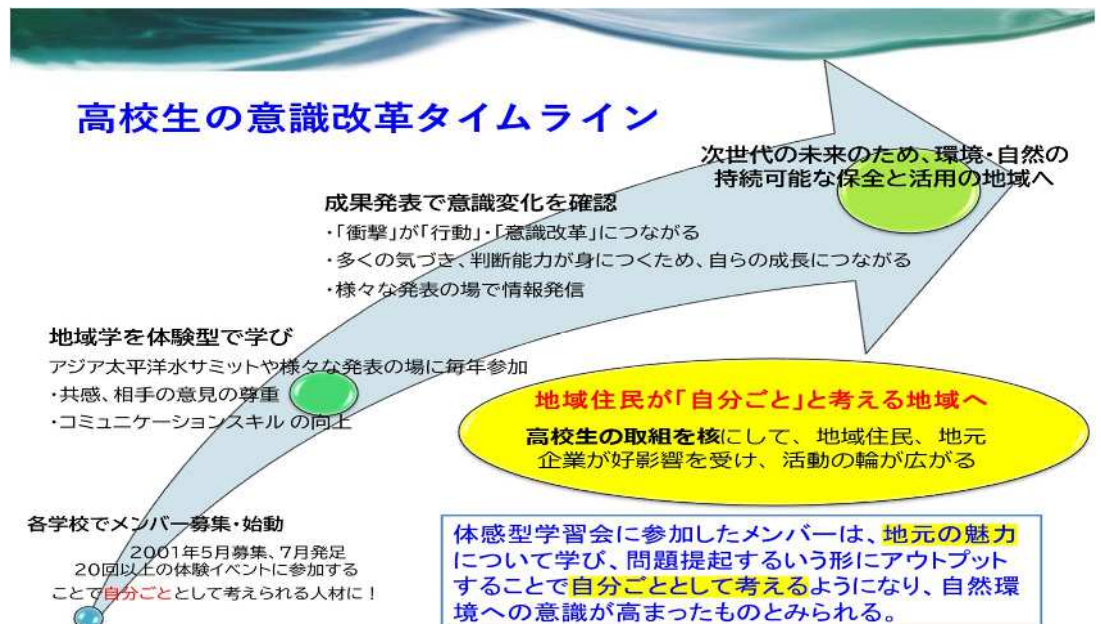 高校生の意識改革タイムライン
次世代の未来のため、環境・自然の
持続可能な保全と活用の地域へ
成果発表で意識変化を確認
・「衝撃」が「行動」・「意識改革」につながる
・多くの気づき、判断能力が身につくため、自らの成長につながる
・様々な発表の場で情報発信
地域学を体験型で学び
アジア太平洋水サミットや様々な発表の場に毎年参加
・共感、相手の意見の尊重
・コミュニケーションスキル の向上
地域住民が「自分ごと」と考える地域へ
高校生の取組を核にして、地域住民、地元
企業が好影響を受け、活動の輪が広がる
各学校でメンバー募集・始動
2001年5月募集、7月発足
20回以上の体験イベントに参加する
ことで自分ごととして考えられる人材に！
体感型学習会に参加したメンバーは、地元の魅力
について学び、問題提起するいう形にアウトプット
することで自分ごととして考えるようになり、自然環
境への意識が高まったものとみられる。